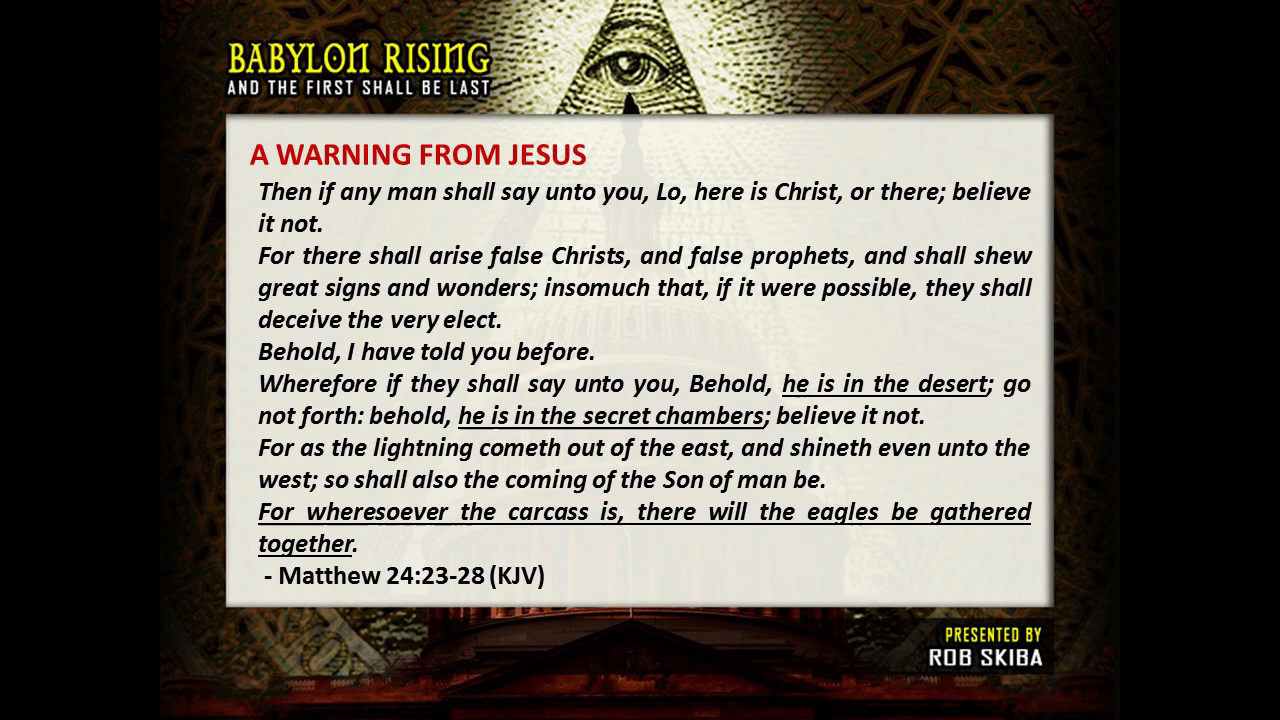 BABYLON RISING
AND THE FIRST SHALL BE LAST
A WARNING FROM JESUS
Then if any man shall say unto you, Lo, here is Christ, or there; believe
it not.
For there shall arise false Christs, and false prophets, and shall shew
great signs and wonders; insomuch that, if it were possible, they shall
deceive the very elect.
Behold, I have told you before.
Wherefore if they shall say unto you, Behold, he is in the desert; go
not forth: behold, he is in the secret chambers; believe it not.
For as the lightning cometh out of the east, and shineth even unto the
west; so shall also the coming of the Son of man be.
For wheresoever the carcass is, there will the eagles be gathered
together.
- Matthew 24:23-28 (KJV)
PRESENTED BY
ROB SKIBA